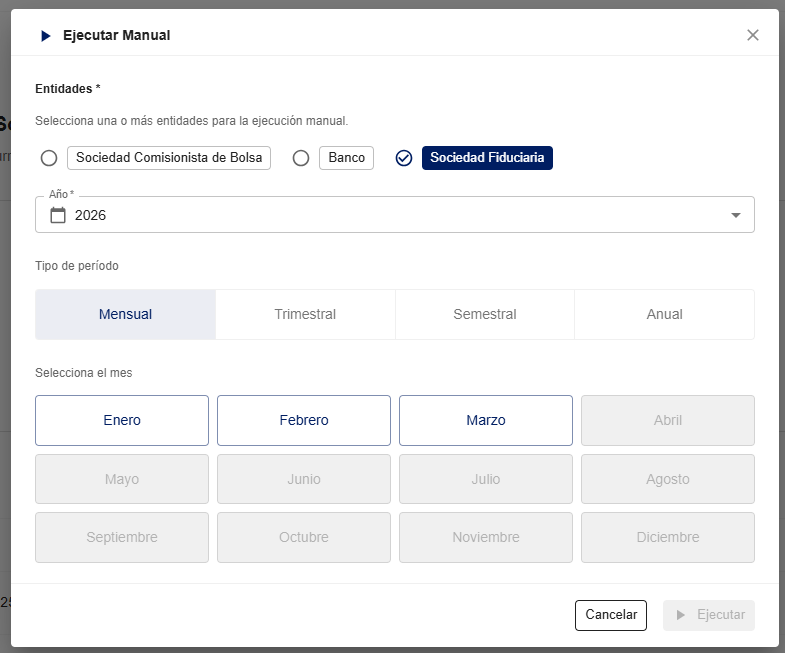 Ejecutar Manual
Entidades *
Selecciona una o más entidades para la ejecución manual.
Sociedad Comisionista de Bolsa
Banco
Sociedad Fiduciaria
Año *
2026
Tipo de período
Mensual
Trimestral
Semestral
Anual
Selecciona el mes
Enero
Febrero
Marzo
Abril
Mayo
Junio
Julio
Agosto
Septiembre
Octubre
Noviembre
Diciembre
Cancelar
Ejecutar